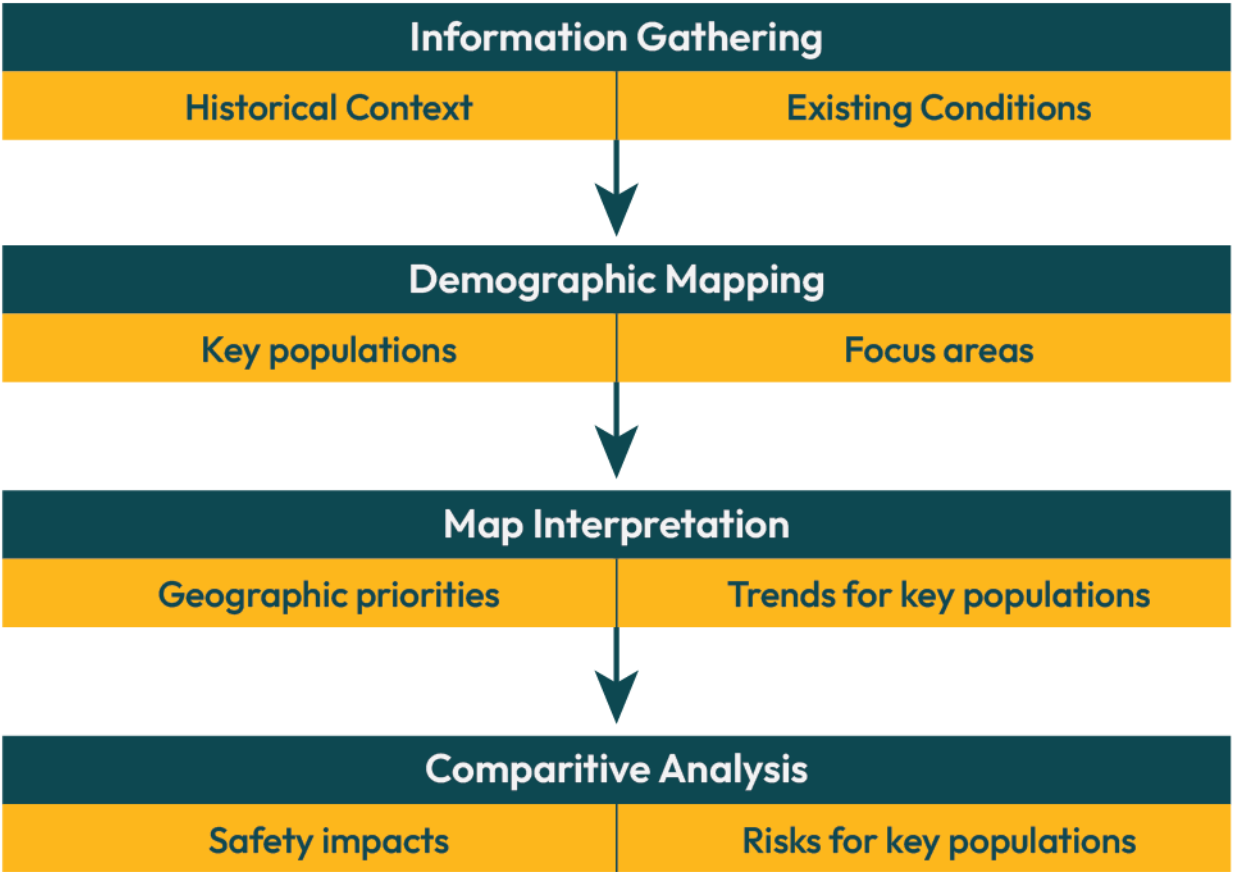 Information Gathering
Historical Context
Existing Conditions
Demographic Mapping
Key populations
Focus areas
Map Interpretation
Geographic priorities
Trends for key populations
Comparitive Analysis
Safety impacts
Risks for key populations